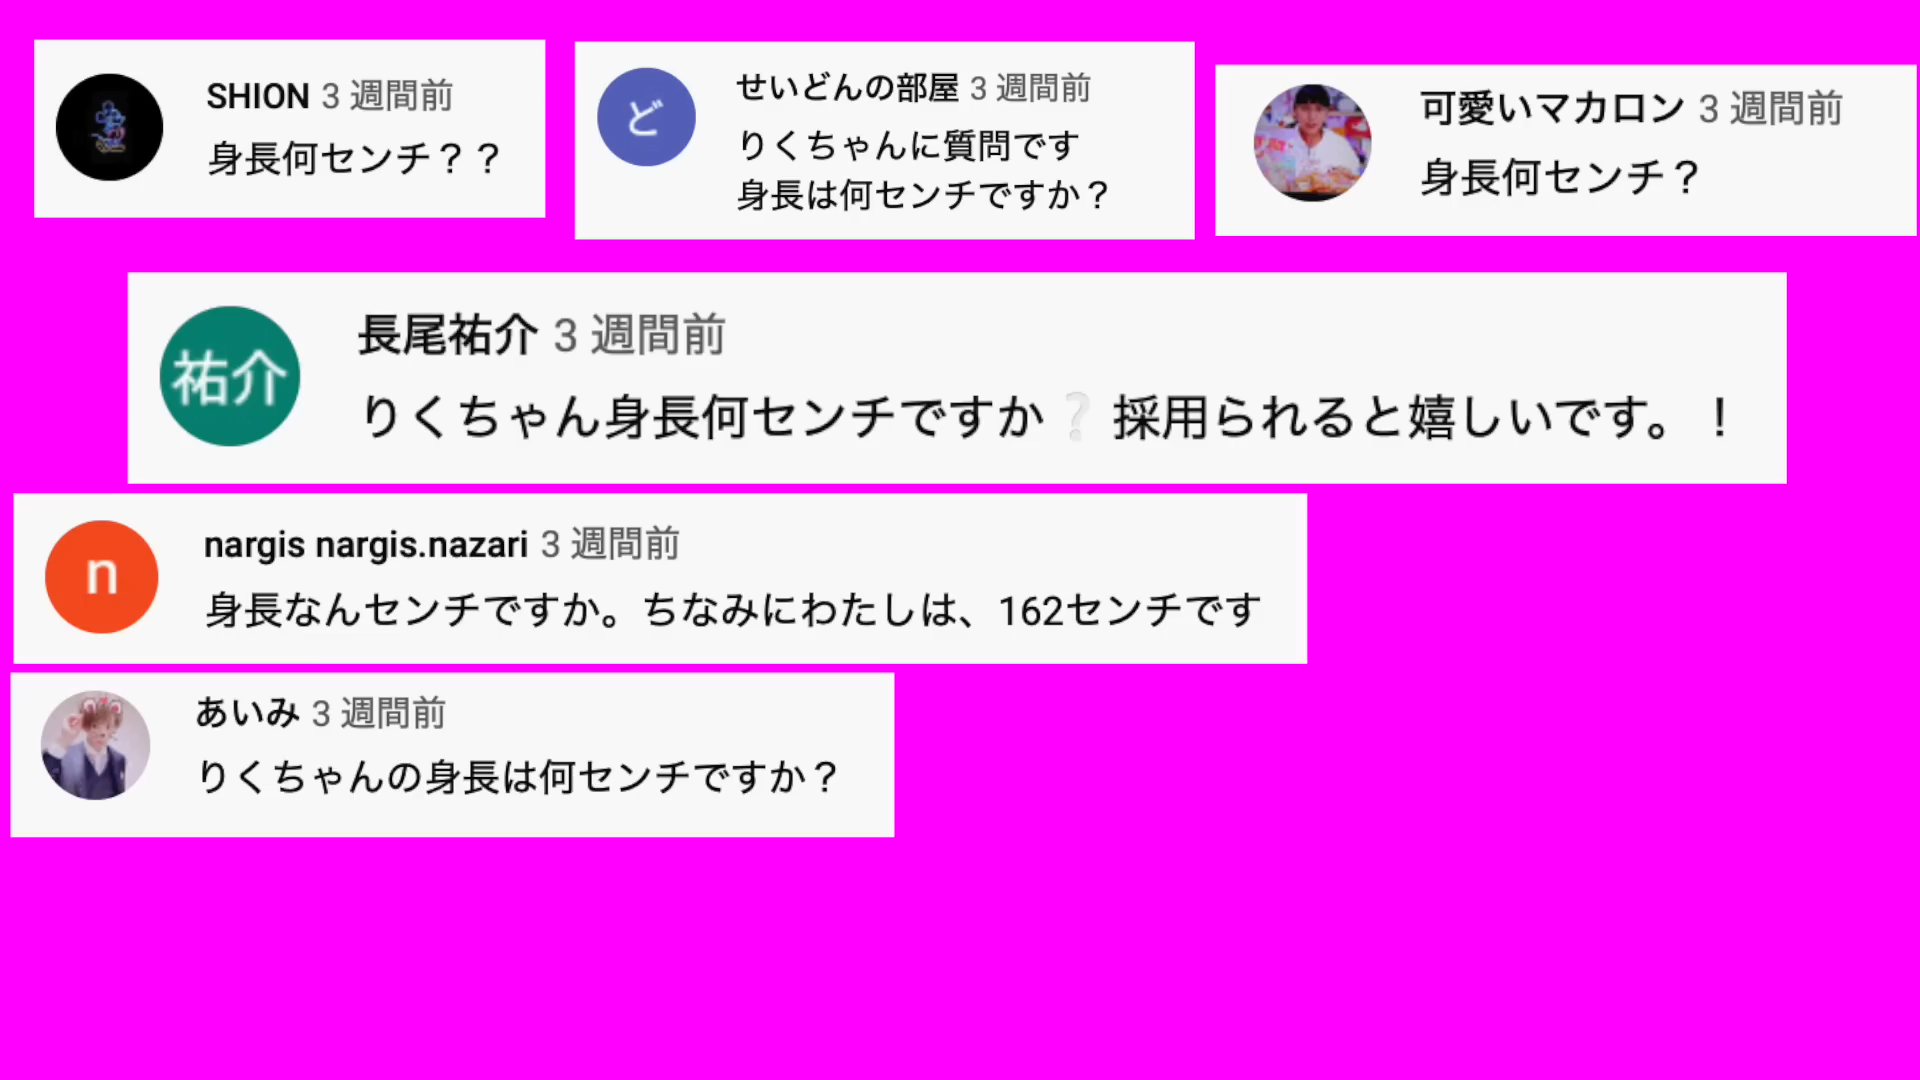 SHION 3 週間前
身長何センチ？？
ど
せいどんの部屋 3 週間前
りくちゃんに質問です
身長は何センチですか？
可愛いマカロン 3 週間前
身長何センチ？
祐介
長尾祐介 3 週間前
りくちゃん身長何センチですか❔ 採用られると嬉しいです。！
n
nargis nargis.nazari 3 週間前
身長なんセンチですか。ちなみにわたしは、162センチです
あいみ 3 週間前
りくちゃんの身長は何センチですか？